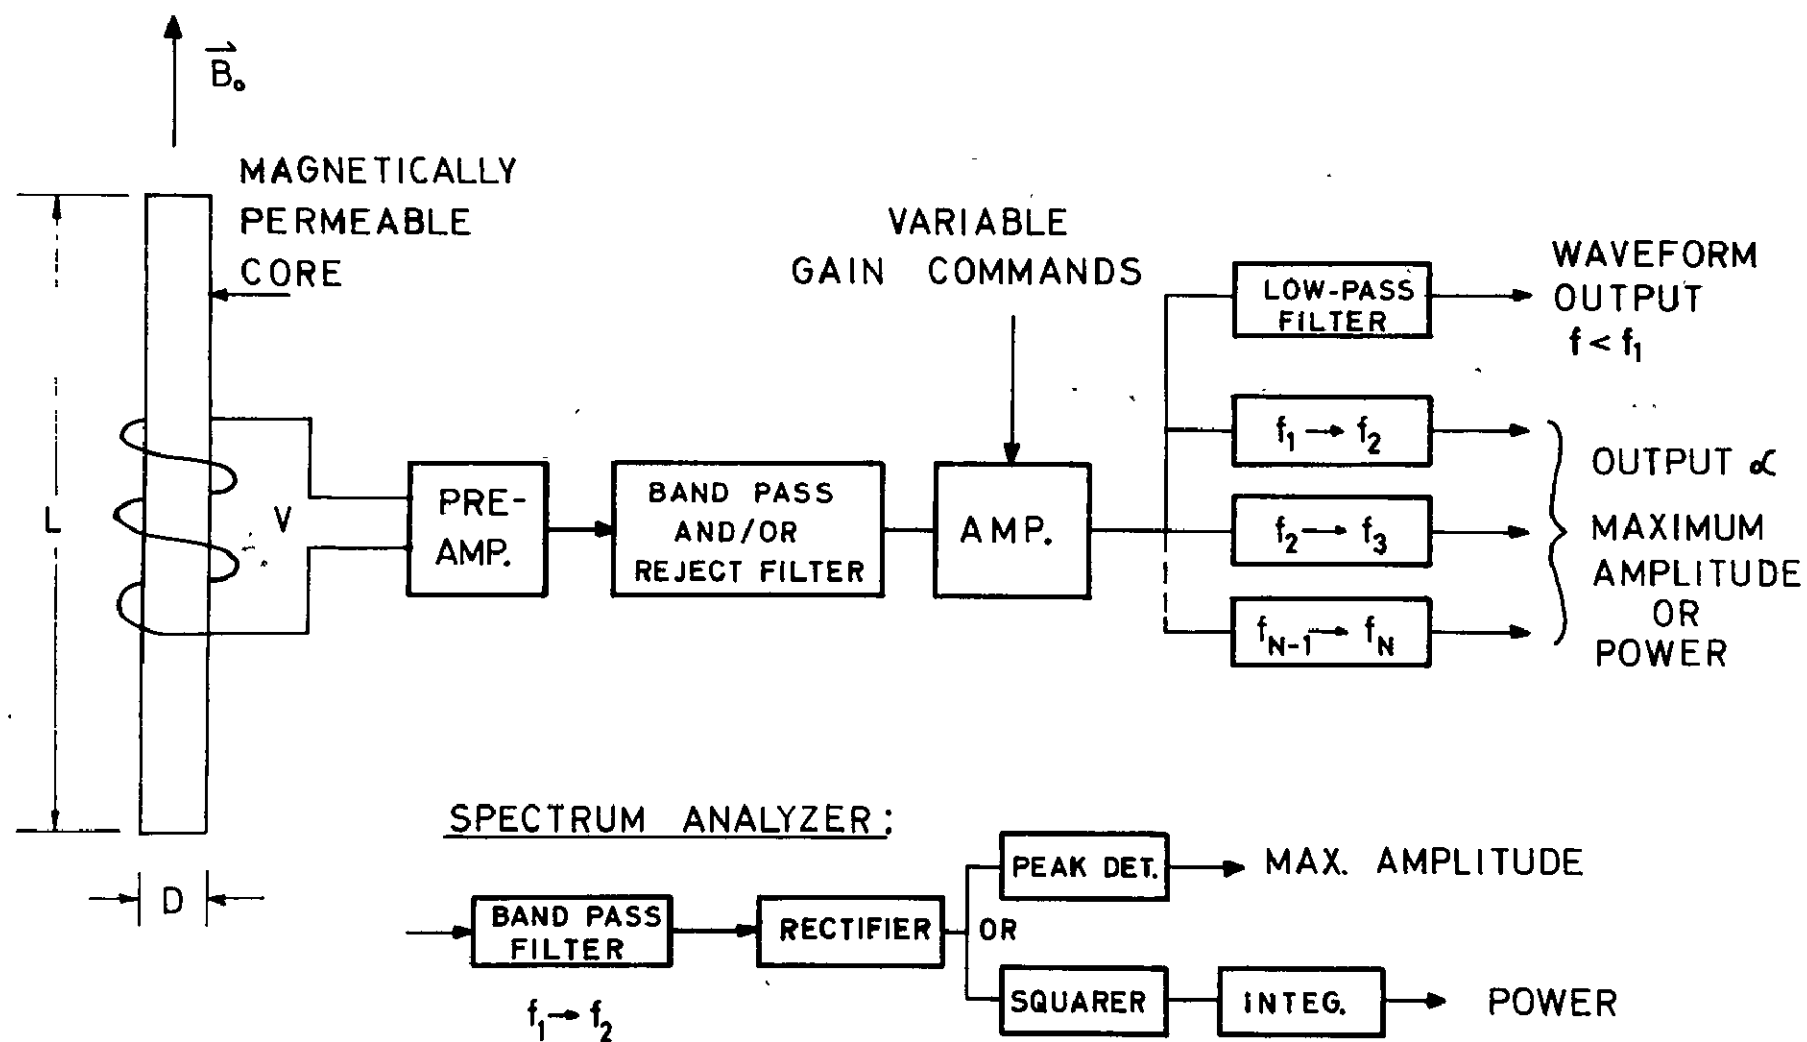 B₀
MAGNETICALLY
PERMEABLE
CORE
L
V
D
PRE-
AMP.
BAND PASS
AND/OR
REJECT FILTER
VARIABLE
GAIN COMMANDS
AMP.
LOW-PASS
FILTER
WAVEFORM
OUTPUT
f < f₁
f₁ → f₂
f₂ → f₃
f_N-1 → f_N
OUTPUT ∝
MAXIMUM
AMPLITUDE
OR
POWER
SPECTRUM ANALYZER:
BAND PASS
FILTER
f₁ → f₂
RECTIFIER
OR
PEAK DET.
MAX. AMPLITUDE
SQUARER
INTEG.
POWER